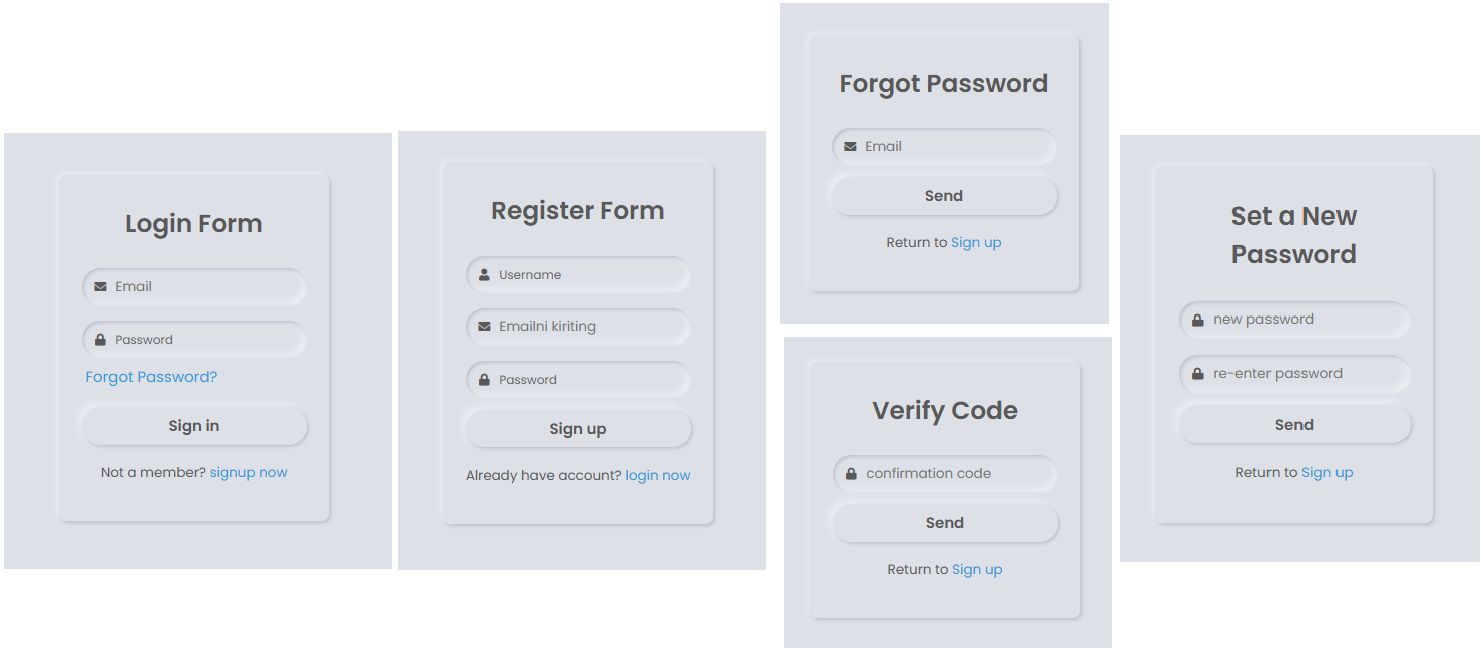 Login Form
Email
Password
Forgot Password?
Sign in
Not a member? signup now
Register Form
Username
Emailni kiriting
Password
Sign up
Already have account? login now
Forgot Password
Email
Send
Return to Sign up
Verify Code
confirmation code
Send
Return to Sign up
Set a New
Password
new password
re-enter password
Send
Return to Sign up